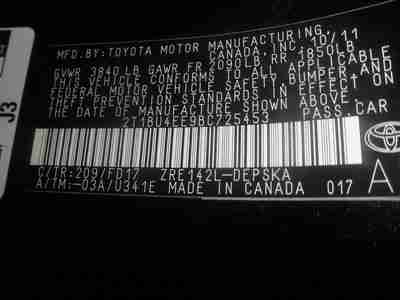 MFD.BY:TOYOTA MOTOR MANUFACTURING,
CANADA, INC. 10/11
GVWR 3840 LB GAWR FR 2090LB RR 1850LB
THIS VEHICLE CONFORMS TO ALL APPLICABLE
FEDERAL MOTOR VEHICLE SAFETY, BUMPER, AND
THEFT PREVENTION STANDARDS IN EFFECT ON
THE DATE OF MANUFACTURE SHOWN ABOVE.
2T1BU4EE9BC725453 PASS.CAR
C/TR:209/FD17 ZRE142L-DEPSKA
A/TM:-03A/U341E MADE IN CANADA 017
A
TOYOTA
J3